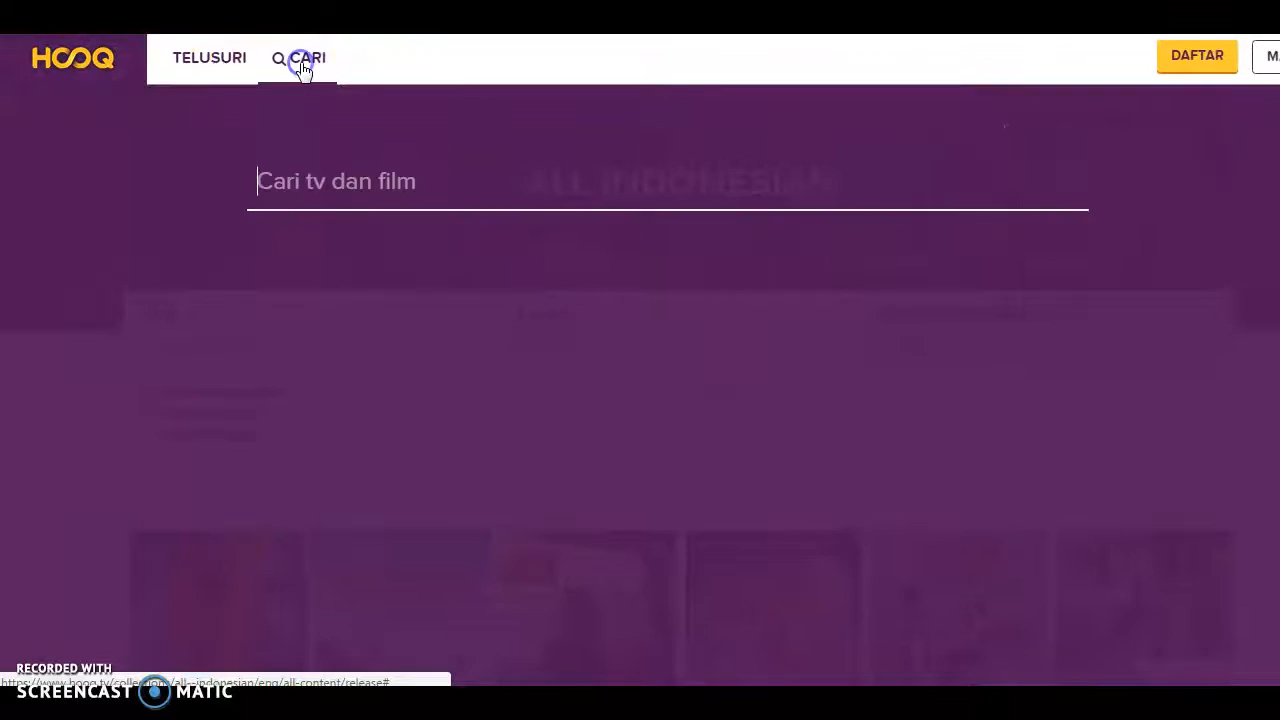 HOOQ
TELUSURI
CARI
DAFTAR
Cari tv dan film
ALL INDONESIAN
RECORDED WITH
SCREENCAST MATIC